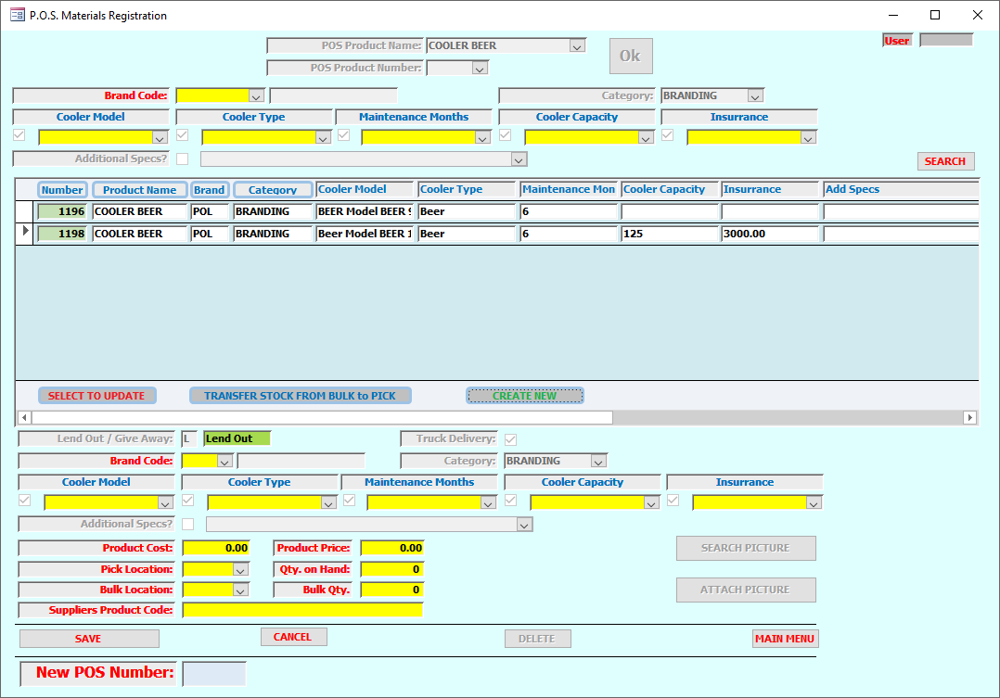 P.O.S. Materials Registration
User
POS Product Name: COOLER BEER
Ok
POS Product Number:
Brand Code: Category: BRANDING
Cooler Model Cooler Type Maintenance Months Cooler Capacity Insurrance
Additional Specs?
SEARCH
Number Product Name Brand Category Cooler Model Cooler Type Maintenance Mon Cooler Capacity Insurrance Add Specs
1196 COOLER BEER POL BRANDING BEER Model BEER Beer 6
1198 COOLER BEER POL BRANDING Beer Model BEER 1 Beer 6 125 3000.00
SELECT TO UPDATE TRANSFER STOCK FROM BULK to PICK CREATE NEW
Lend Out / Give Away: L Lend Out Truck Delivery:
Brand Code: Category: BRANDING
Cooler Model Cooler Type Maintenance Months Cooler Capacity Insurrance
Additional Specs?
Product Cost: 0.00 Product Price: 0.00 SEARCH PICTURE
Pick Location: Qty. on Hand: 0
Bulk Location: Bulk Qty. 0 ATTACH PICTURE
Suppliers Product Code:
SAVE CANCEL DELETE MAIN MENU
New POS Number: